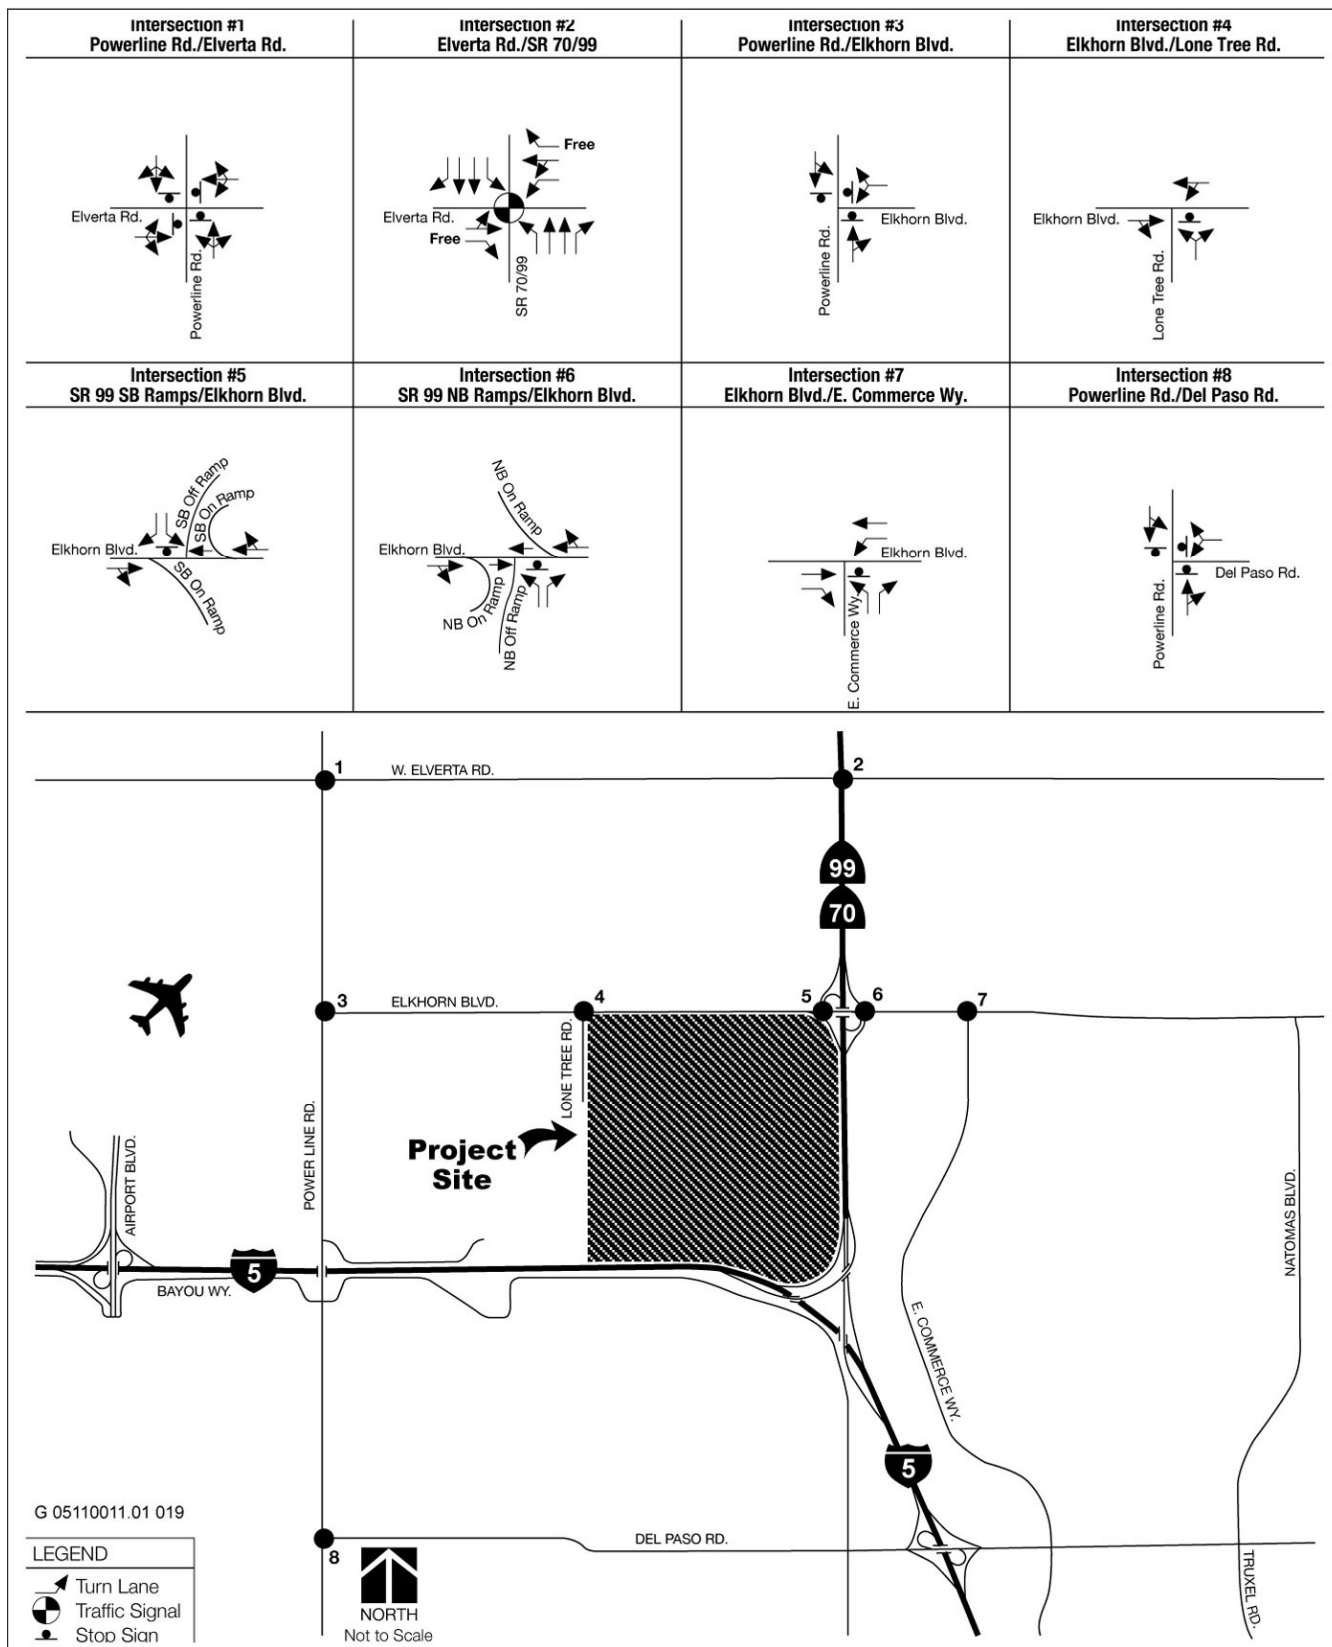 Intersection #1
Powerline Rd./Elverta Rd.
Intersection #2
Elverta Rd./SR 70/99
Intersection #3
Powerline Rd./Elkhorn Blvd.
Intersection #4
Elkhorn Blvd./Lone Tree Rd.
Elverta Rd.
Powerline Rd.
Free
Elverta Rd.
Free
SR 70/99
Elkhorn Blvd.
Powerline Rd.
Elkhorn Blvd.
Lone Tree Rd.
Intersection #5
SR 99 SB Ramps/Elkhorn Blvd.
Intersection #6
SR 99 NB Ramps/Elkhorn Blvd.
Intersection #7
Elkhorn Blvd./E. Commerce Wy.
Intersection #8
Powerline Rd./Del Paso Rd.
SB Off Ramp
SB On Ramp
Elkhorn Blvd.
SB On Ramp
NB On Ramp
Elkhorn Blvd.
NB On Ramp
NB Off Ramp
Elkhorn Blvd.
E. Commerce Wy.
Del Paso Rd.
Powerline Rd.
1
W. ELVERTA RD.
2
99
70
3
ELKHORN BLVD.
4
5
6
7
LONE TREE RD.
POWER LINE RD.
Project
Site
AIRPORT BLVD.
5
BAYOU WY.
NATOMAS BLVD.
E. COMMERCE WY.
5
G 05110011.01 019
8
DEL PASO RD.
TRUXEL RD.
LEGEND
Turn Lane
Traffic Signal
Stop Sign
NORTH
Not to Scale